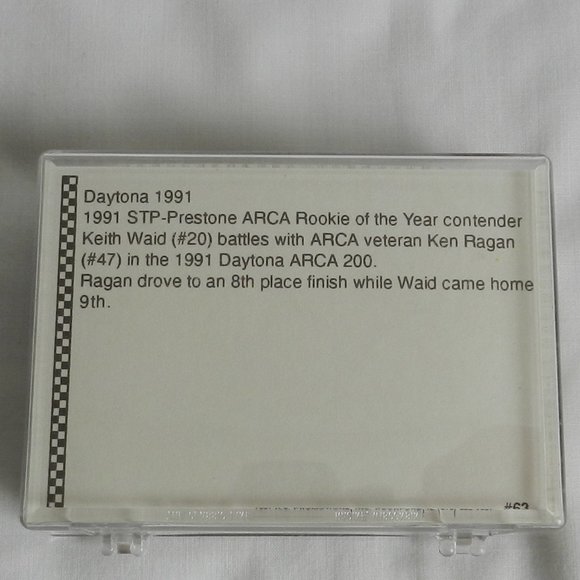 Daytona 1991
1991 STP-Prestone ARCA Rookie of the Year contender
Keith Waid (#20) battles with ARCA veteran Ken Ragan
(#47) in the 1991 Daytona ARCA 200.
Ragan drove to an 8th place finish while Waid came home
9th.
#63